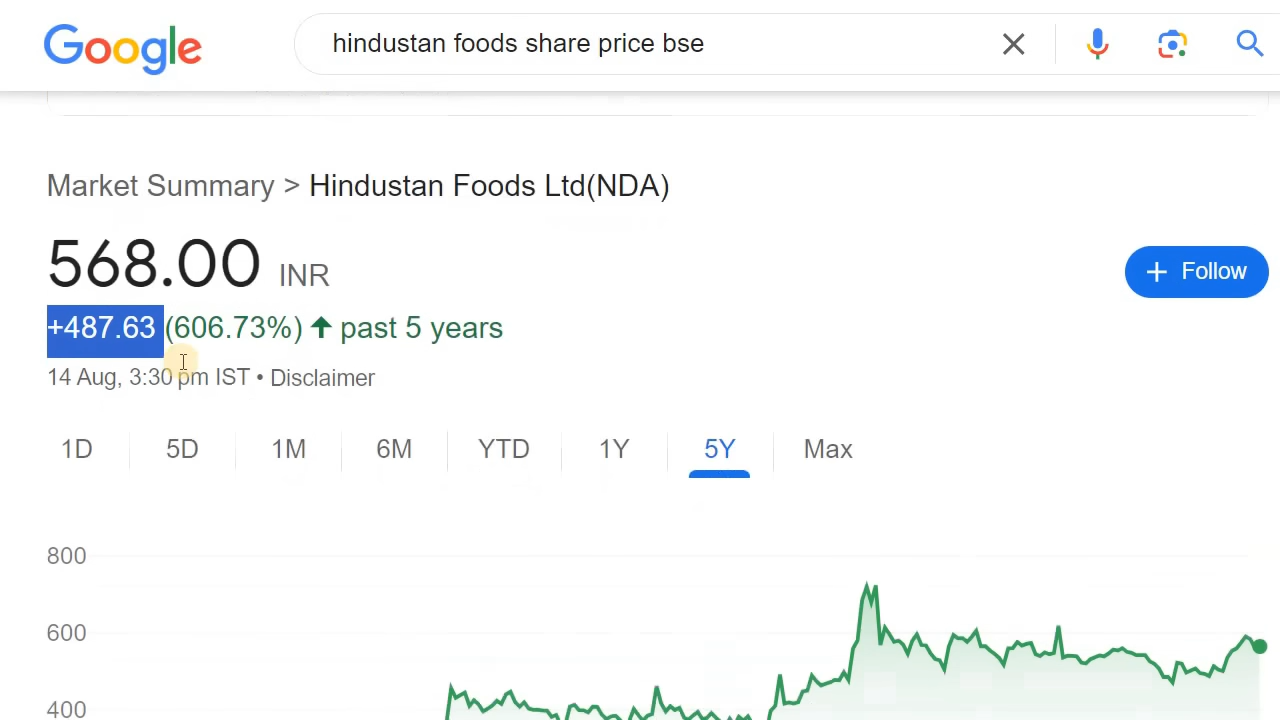 Google
hindustan foods share price bse
Market Summary > Hindustan Foods Ltd(NDA)
568.00 INR
+ Follow
+487.63 (606.73%) ↑ past 5 years
14 Aug, 3:30 pm IST • Disclaimer
1D 5D 1M 6M YTD 1Y 5Y Max
800
600
400